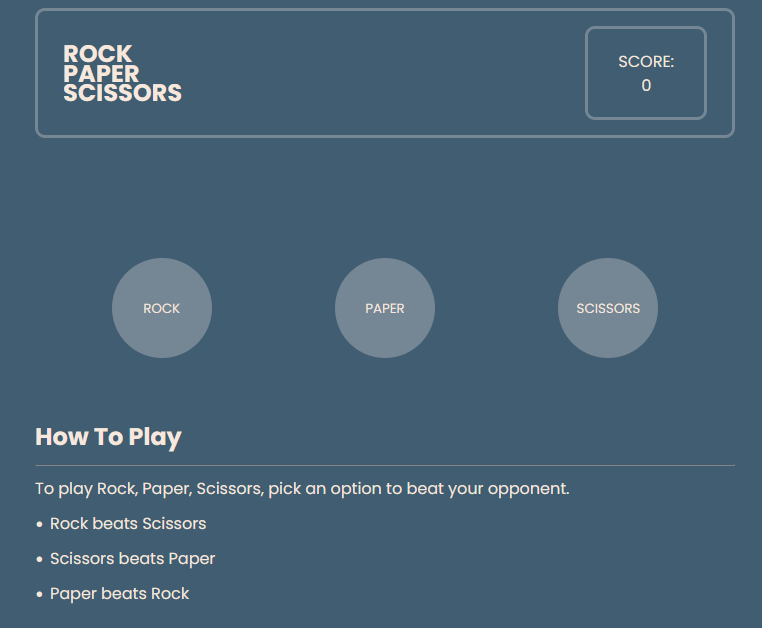 ROCK
PAPER
SCISSORS
SCORE:
0
ROCK
PAPER
SCISSORS
How To Play
To play Rock, Paper, Scissors, pick an option to beat your opponent.
• Rock beats Scissors
• Scissors beats Paper
• Paper beats Rock